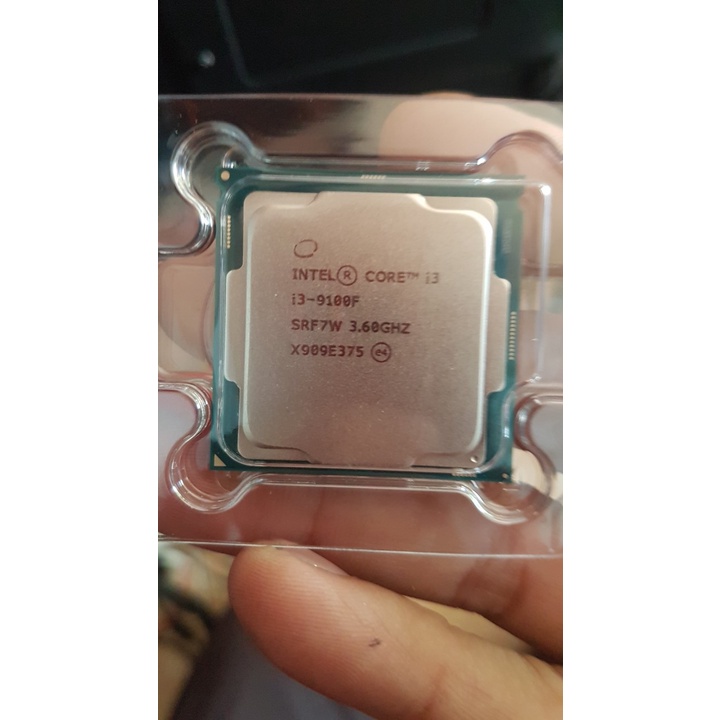 INTEL® CORE™ i3
i3-9100F
SRF7W 3.60GHZ
X909E375 e4